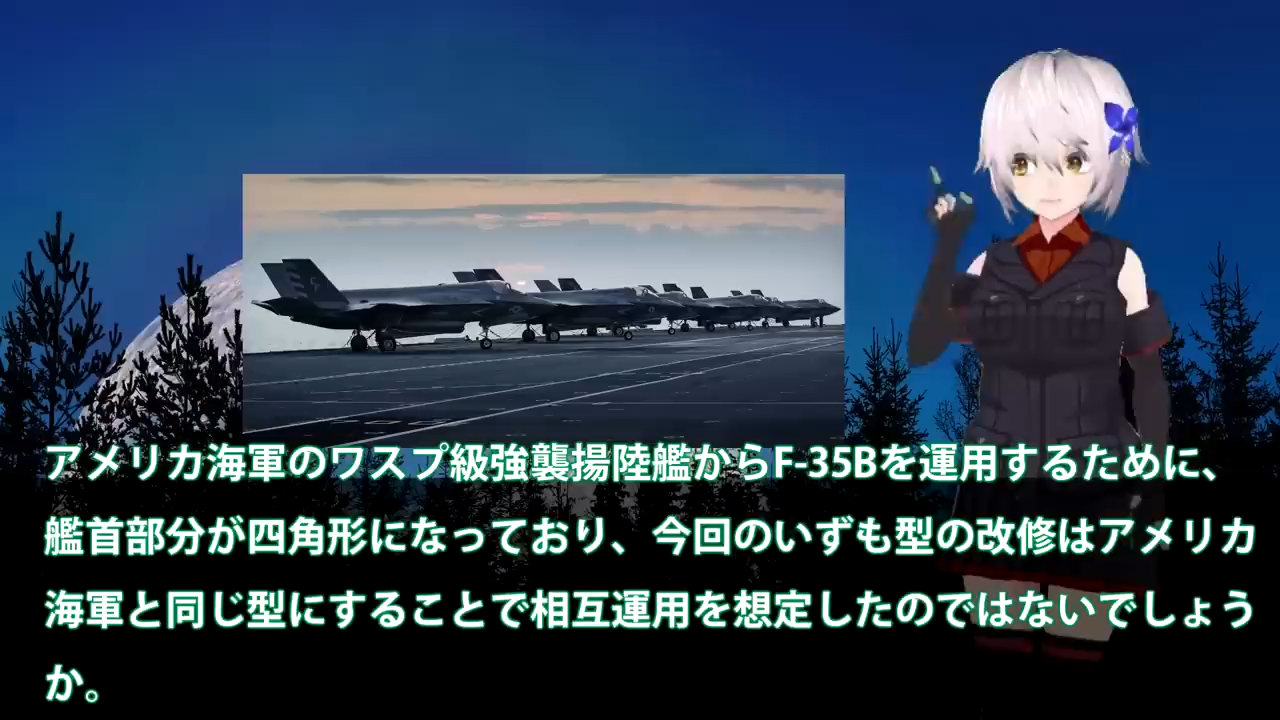 アメリカ海軍のワスプ級強襲揚陸艦からF-35Bを運用するために、
艦首部分が四角形になっており、今回のいずも型の改修はアメリカ
海軍と同じ型にすることで相互運用を想定したのではないでしょう
か。